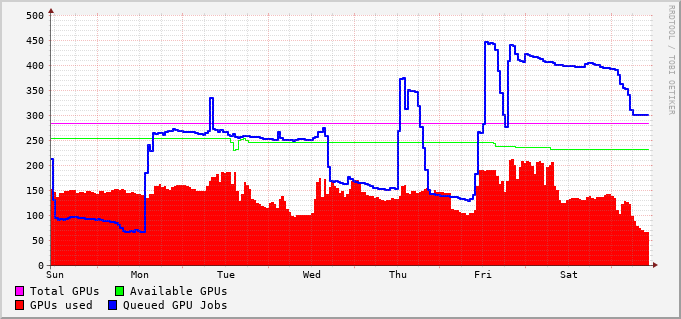 500
450
400
350
300
250
200
150
100
50
0
Sun Mon Tue Wed Thu Fri Sat
Total GPUs Available GPUs
GPUs used Queued GPU Jobs
RRDTOOL / TOBI OETIKER